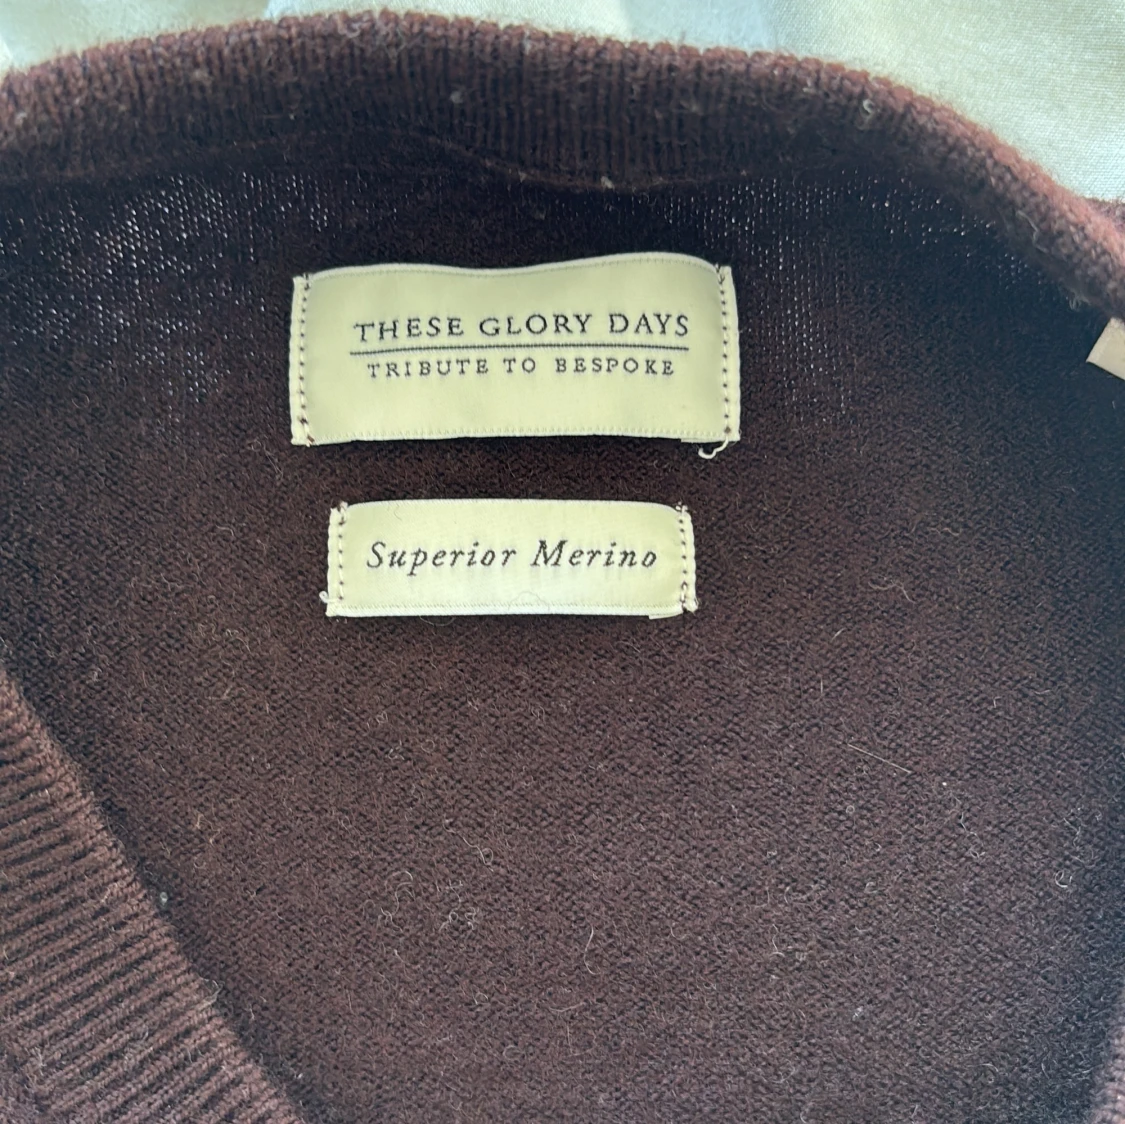 THESE GLORY DAYS
TRIBUTE TO BESPOKE
Superior Merino